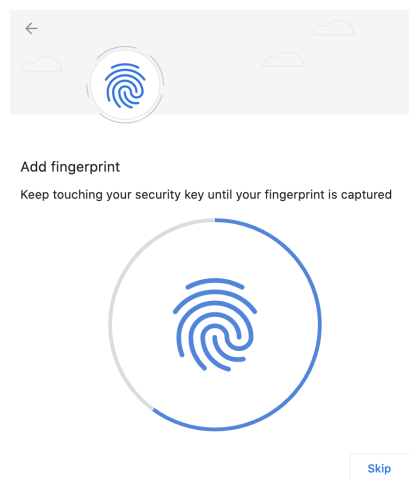 Add fingerprint
Keep touching your security key until your fingerprint is captured
Skip